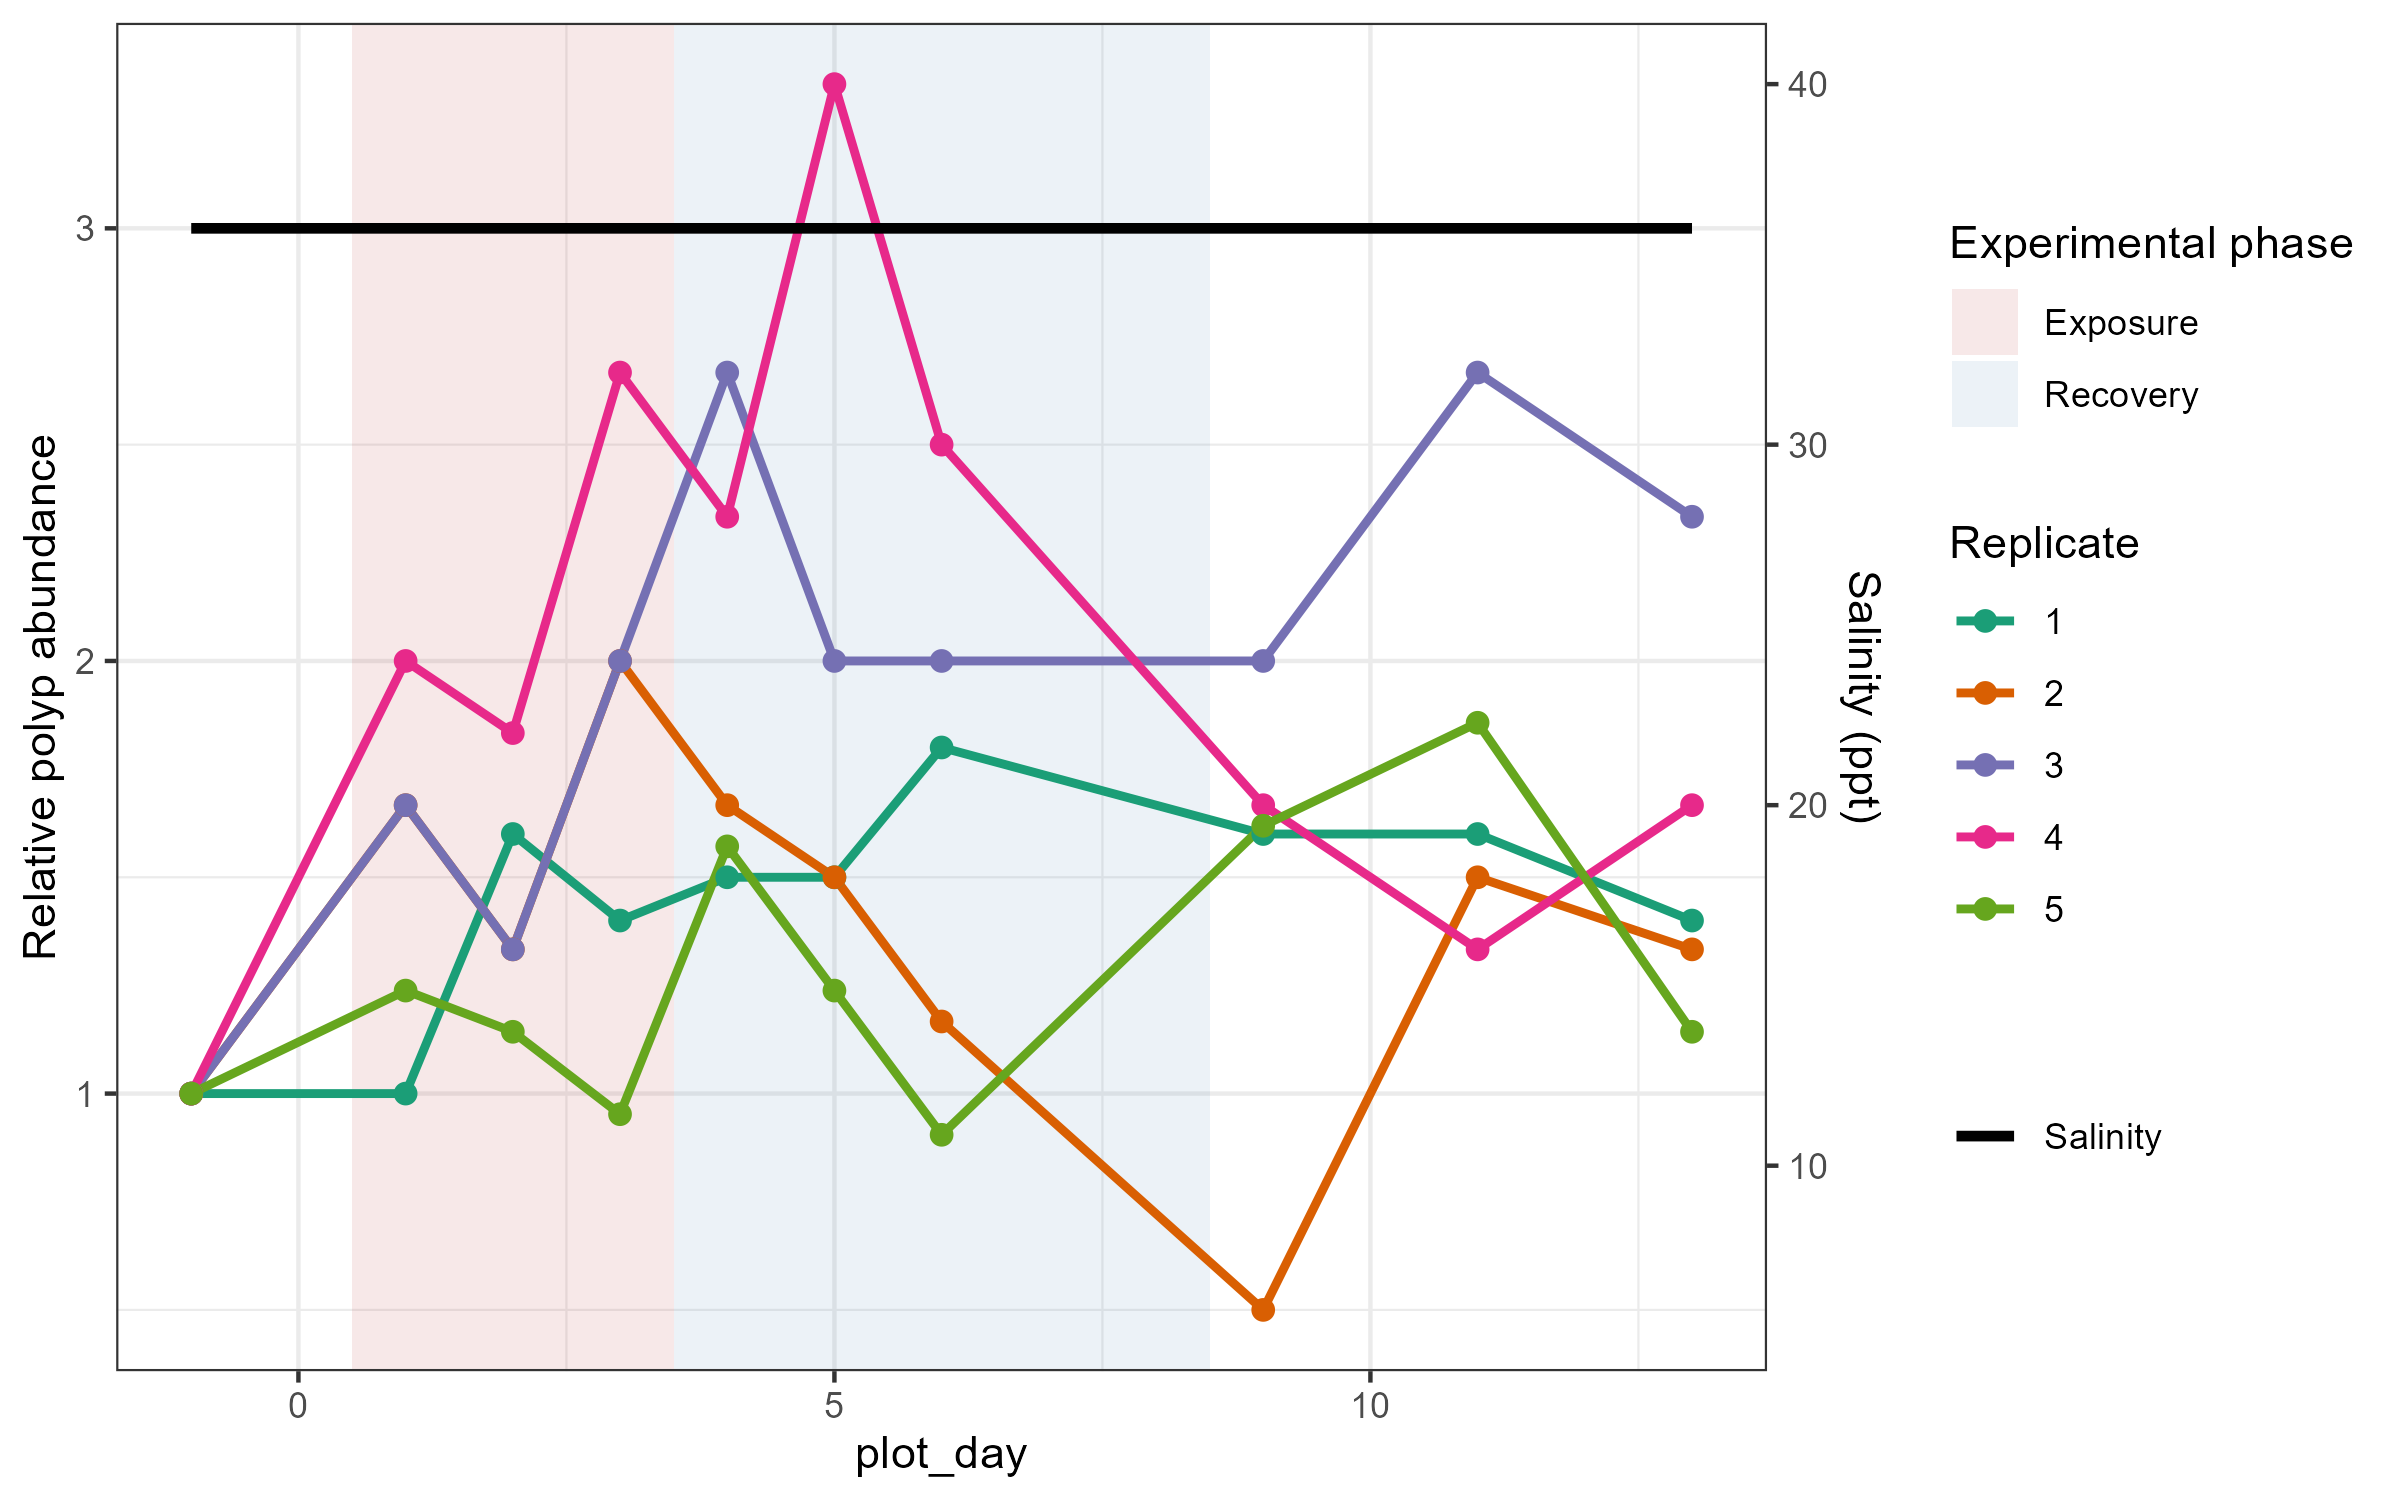 Relative polyp abundance
3
2
1
0
5
10
plot_day
40
30
20
10
Salinity (ppt)
Experimental phase
Exposure
Recovery
Replicate
1
2
3
4
5
Salinity